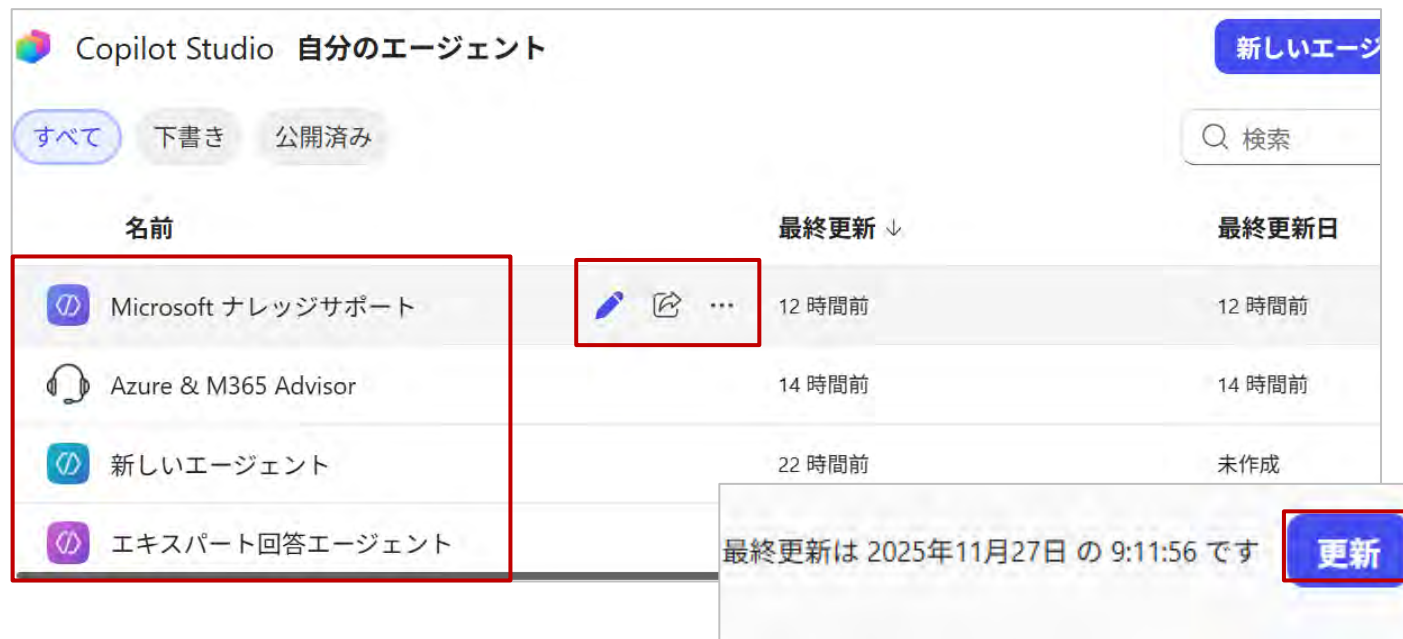 Copilot Studio 自分のエージェント
新しいエージ
すべて 下書き 公開済み
検索
名前 最終更新 ↓ 最終更新日
Microsoft ナレッジサポート 12 時間前 12 時間前
Azure & M365 Advisor 14 時間前 14 時間前
新しいエージェント 22 時間前 未作成
エキスパート回答エージェント
最終更新は 2025年11月27日 の 9:11:56 です 更新